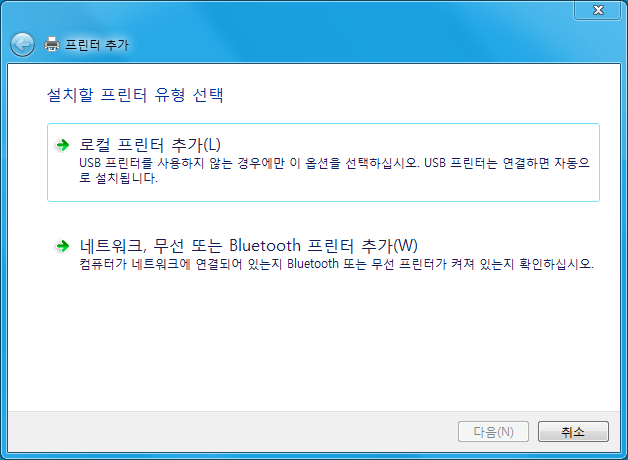 프린터 추가
설치할 프린터 유형 선택
로컬 프린터 추가(L)
USB 프린터를 사용하지 않는 경우에만 이 옵션을 선택하십시오. USB 프린터는 연결하면 자동으
로 설치됩니다.
네트워크, 무선 또는 Bluetooth 프린터 추가(W)
컴퓨터가 네트워크에 연결되어 있는지 Bluetooth 또는 무선 프린터가 켜져 있는지 확인하십시오.
다음(N)
취소